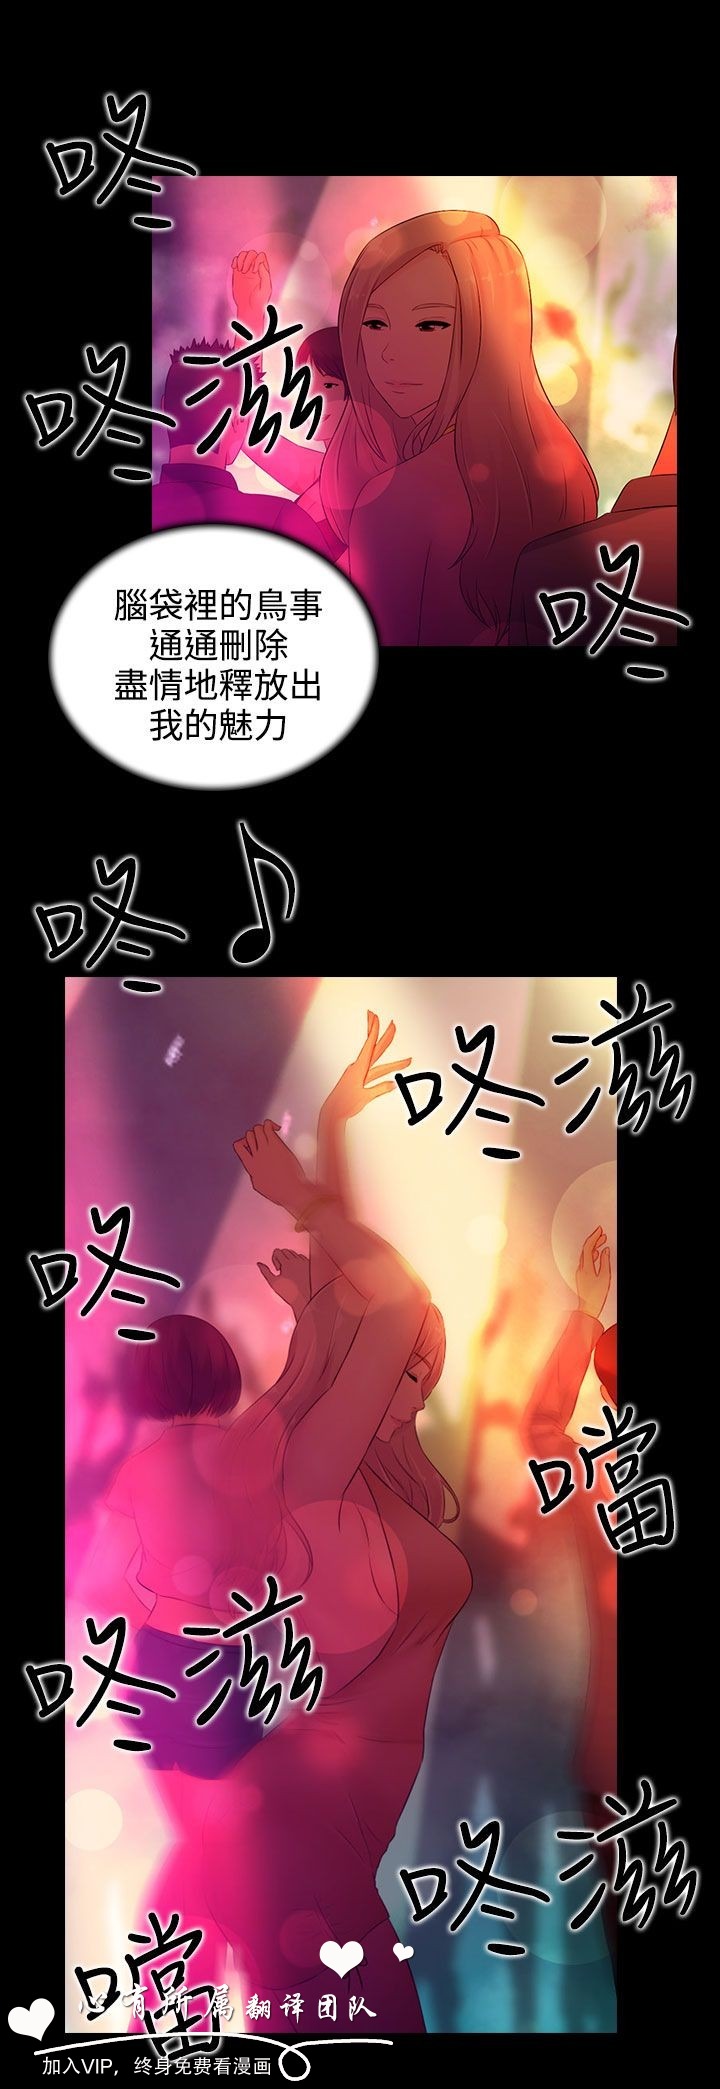 咚
咚滋
咚
腦袋裡的鳥事
通通刪除
盡情地釋放出
我的魅力
咚♪
咚滋
咚
噹
咚滋
咚滋
噹
心有所属翻译团队
加入VIP，终身免费看漫画